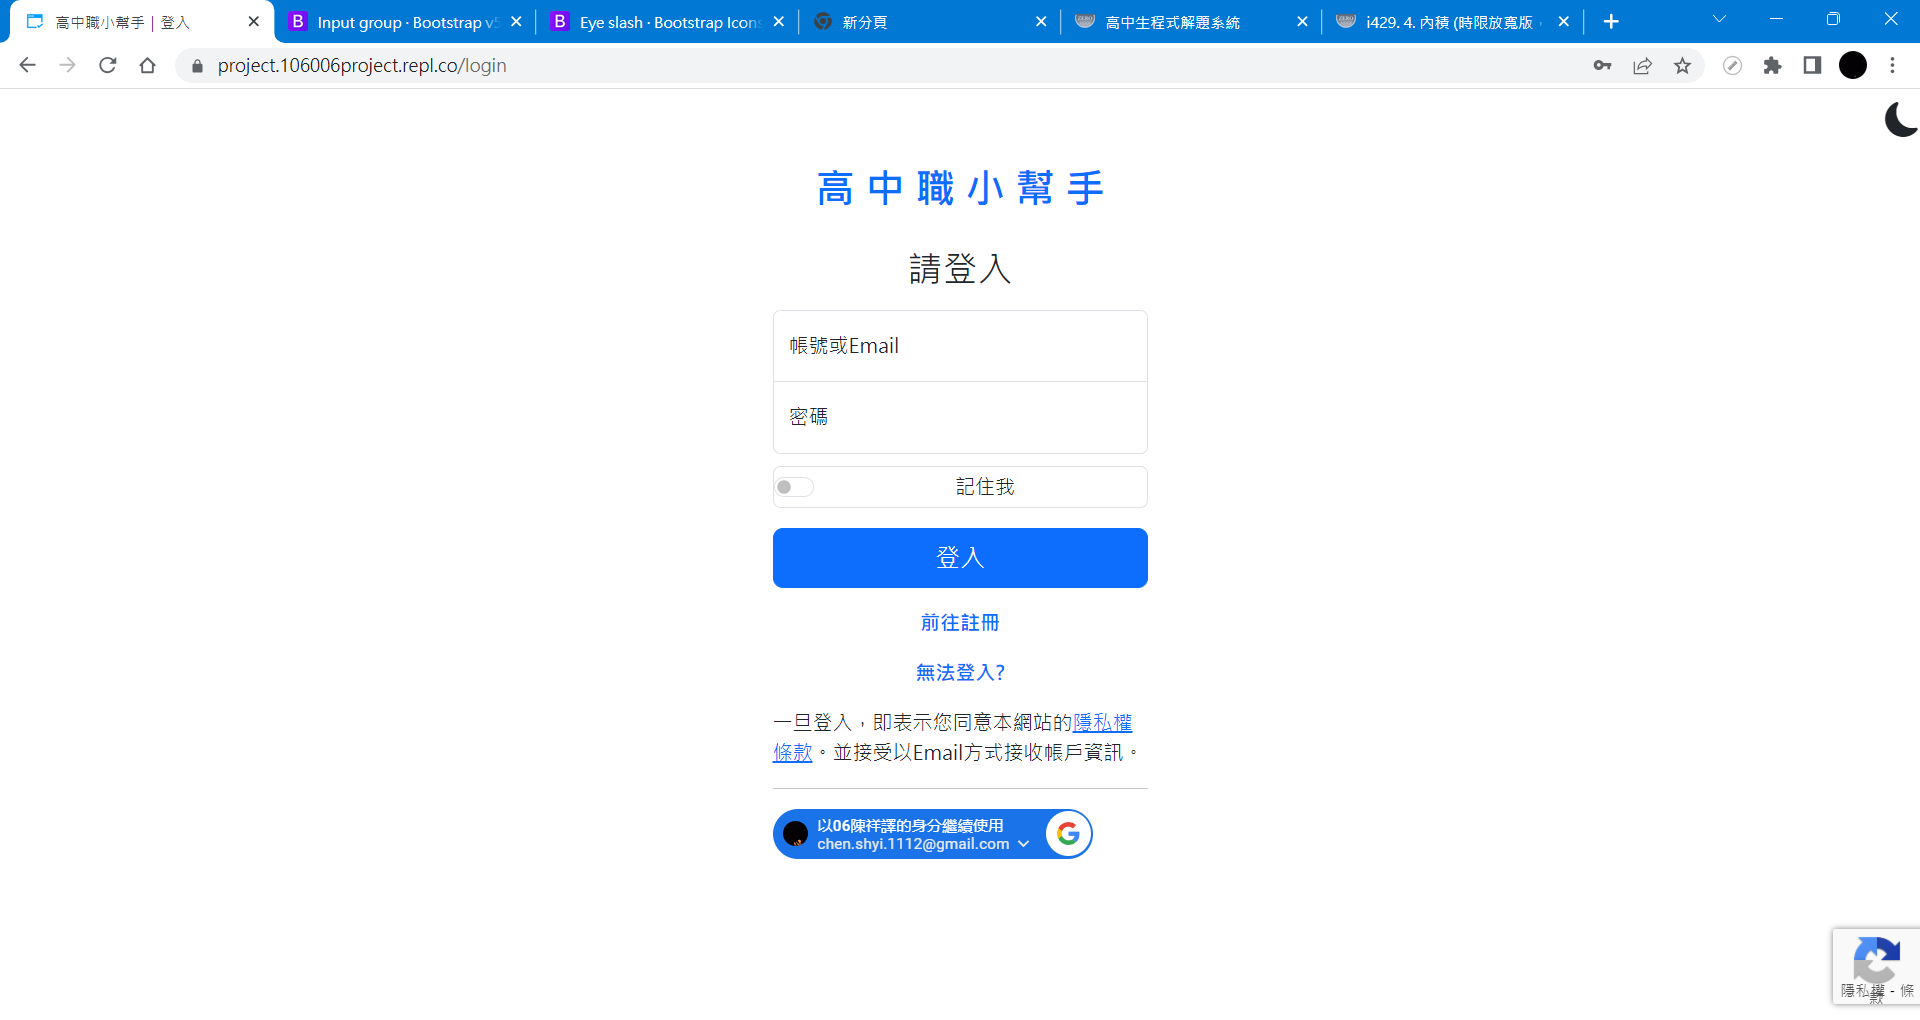 高中職小幫手 | 登入
Input group · Bootstrap v5
Eye slash · Bootstrap Icons
新分頁
高中生程式解題系統
i429. 4. 內積 (時限放寬版
project.106006project.repl.co/login
高中職小幫手
請登入
帳號或Email
密碼
記住我
登入
前往註冊
無法登入?
一旦登入，即表示您同意本網站的隱私權
條款。並接受以Email方式接收帳戶資訊。
以06陳祥譯的身分繼續使用
chen.shyi.1112@gmail.com
隱私權 - 條
款